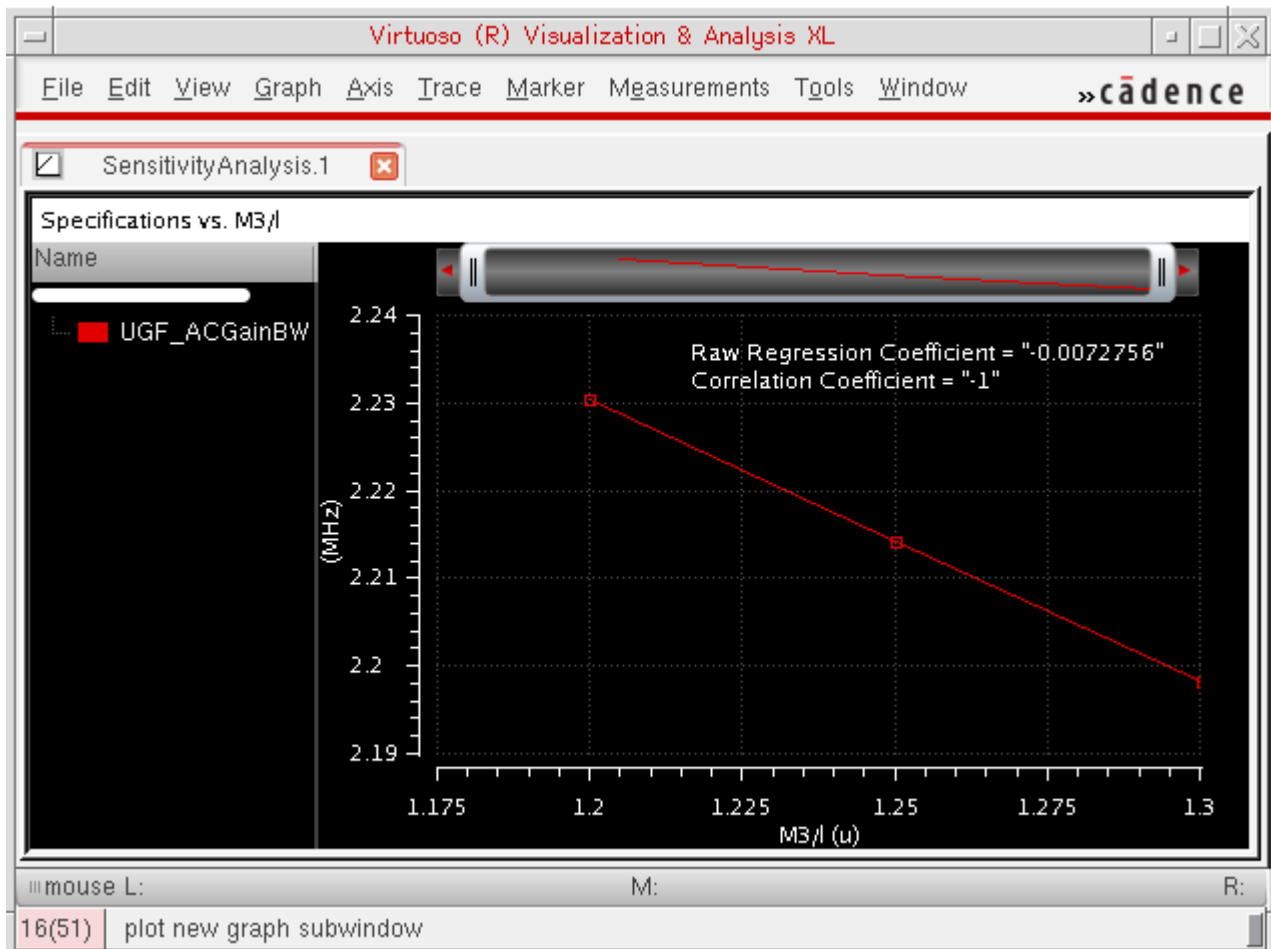 Virtuoso (R) Visualization & Analysis XL
File Edit View Graph Axis Trace Marker Measurements Tools Window »cādence
SensitivityAnalysis.1
Specifications vs. M3/l
Name
UGF_ACGainBW
Raw Regression Coefficient = "-0.0072756"
Correlation Coefficient = "-1"
(MHz)
2.24
2.23
2.22
2.21
2.2
2.19
1.175 1.2 1.225 1.25 1.275 1.3
M3/l (u)
mouse L: M: R:
16(51) plot new graph subwindow